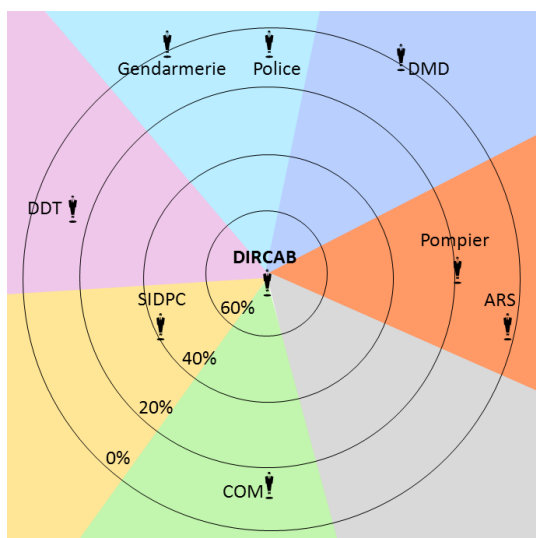 Gendarmerie
Police
DMD
DDT
Pompier
DIRCAB
SIDPC
60%
ARS
40%
20%
0%
COM